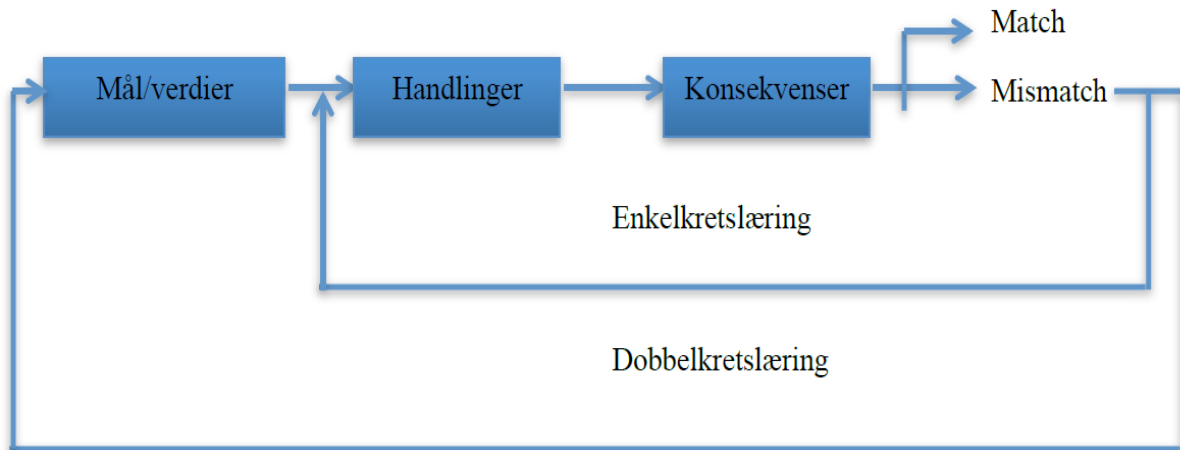 Match
Mål/verdier
Handlinger
Konsekvenser
Mismatch
Enkelkretslæring
Dobbelkretslæring